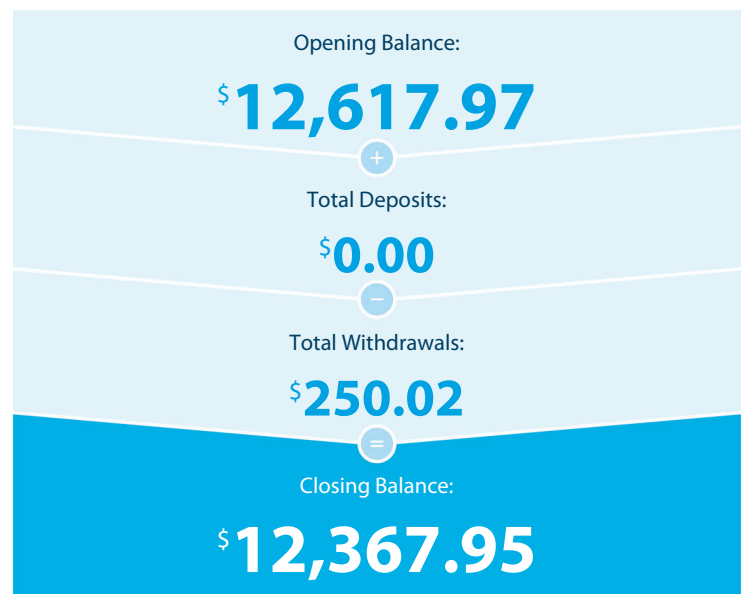 Opening Balance:
$12,617.97
+
Total Deposits:
$0.00
−
Total Withdrawals:
$250.02
=
Closing Balance:
$12,367.95